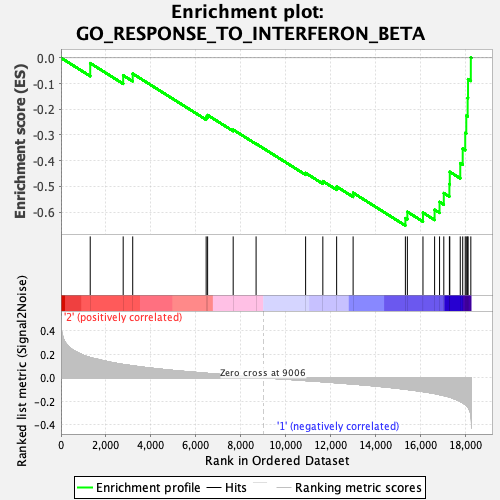 Enrichment plot:
GO_RESPONSE_TO_INTERFERON_BETA
Enrichment score (ES)
0.0
-0.1
-0.2
-0.3
-0.4
-0.5
-0.6
'2' (positively correlated)
Ranked list metric (Signal2Noise)
0.4
0.2
0.0
-0.2
-0.4
Zero cross at 9006
'1' (negatively correlated)
0 2,000 4,000 6,000 8,000 10,000 12,000 14,000 16,000 18,000
Rank in Ordered Dataset
Enrichment profile Hits Ranking metric scores